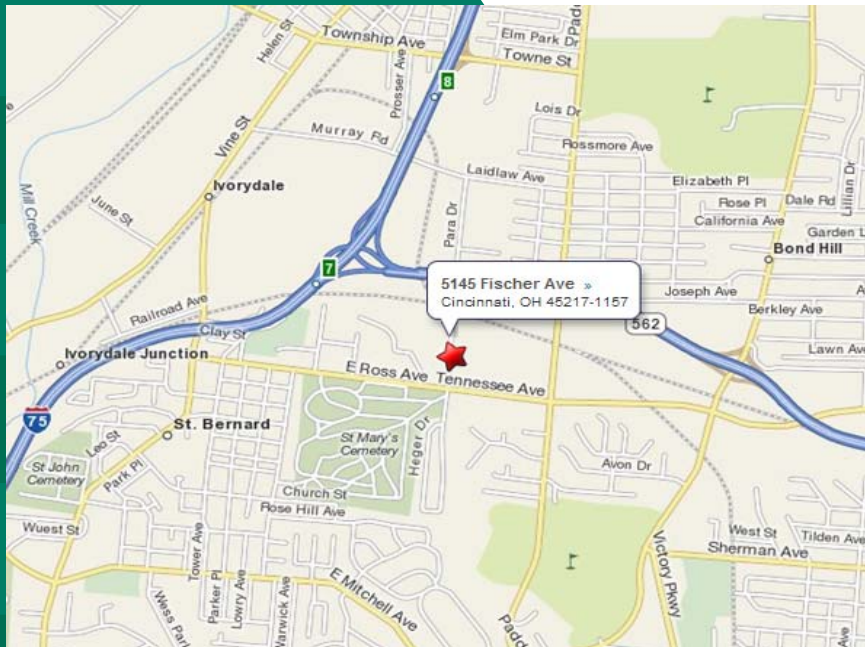 Township Ave
Helen St
Elm Park Dr
Towne St
Prosser Ave
8
Vine St
Murray Rd
Lois Dr
Rossmore Ave
Laidlaw Ave
Elizabeth Pl
Rose Pl
Dale Rd
Lillian Dr
California Ave
Ivorydale
Mill Creek
June St
Para Dr
Bond Hill
7
5145 Fischer Ave »
Cincinnati, OH 45217-1157
Joseph Ave
Berkley Ave
562
Railroad Ave
Clay St
Lawn Av
Ivorydale Junction
E Ross Ave
Tennessee Ave
75
St. Bernard
Leo St
Park Pl
St John
Cemetery
St Mary's
Cemetery
Heger Dr
Avon Dr
Church St
Rose Hill Ave
Wuest St
Tower Ave
Parker Pl
Lowry Ave
E Mitchell Ave
Victory Pkwy
West St
Tilden Ave
Sherman Ave